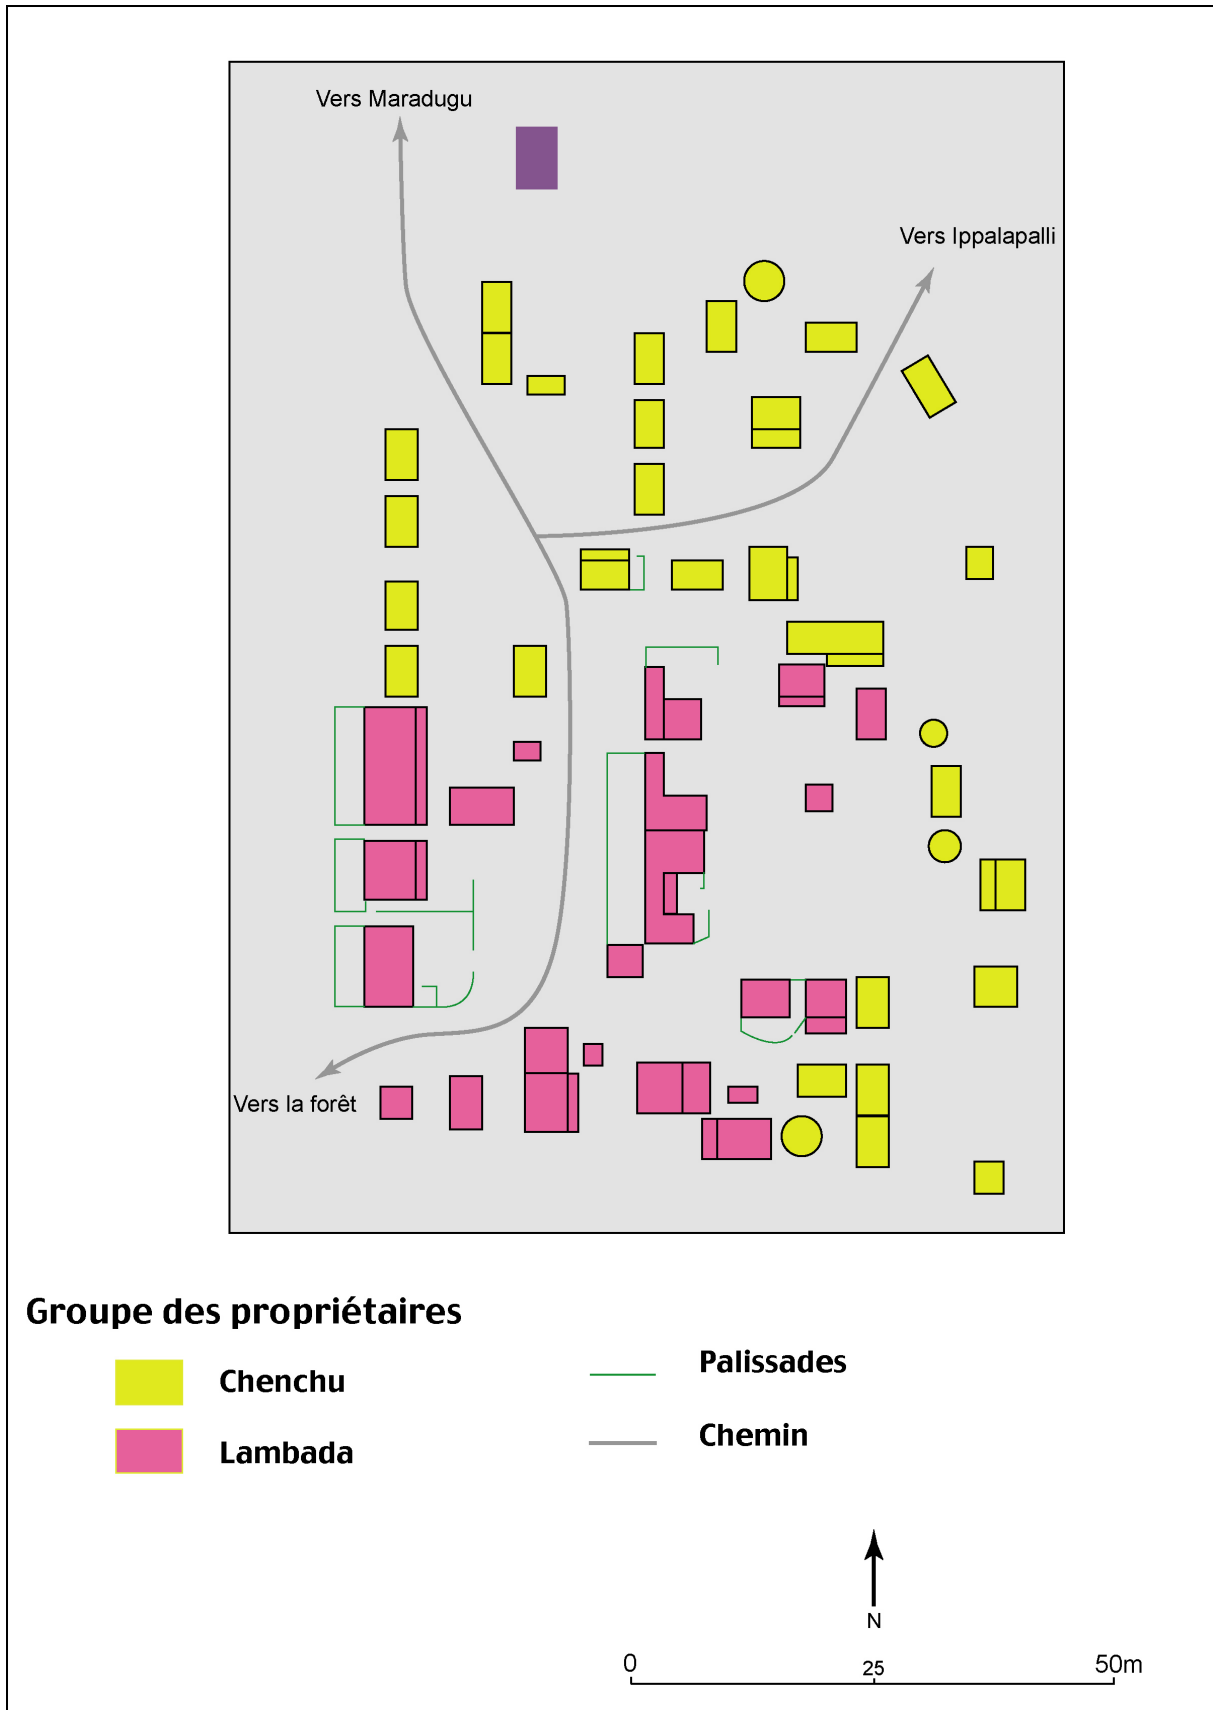 Vers Maradugu
Vers Ippalapalli
Vers la forêt
Groupe des propriétaires
Chenchu
Palissades
Lambada
Chemin
N
0
25
50m